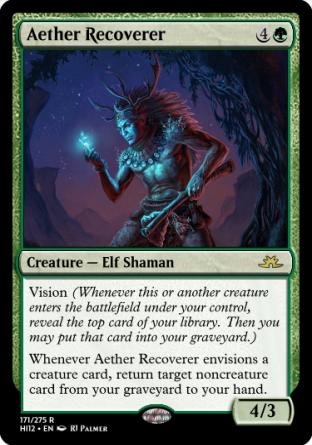 Aether Recoverer 4
Creature — Elf Shaman
Vision (Whenever this or another creature
enters the battlefield under your control,
reveal the top card of your library. Then you
may put that card into your graveyard.)
Whenever Aether Recoverer envisions a
creature card, return target noncreature
card from your graveyard to your hand.
4/3
171/275 R
HI12 • EN RJ PALMER